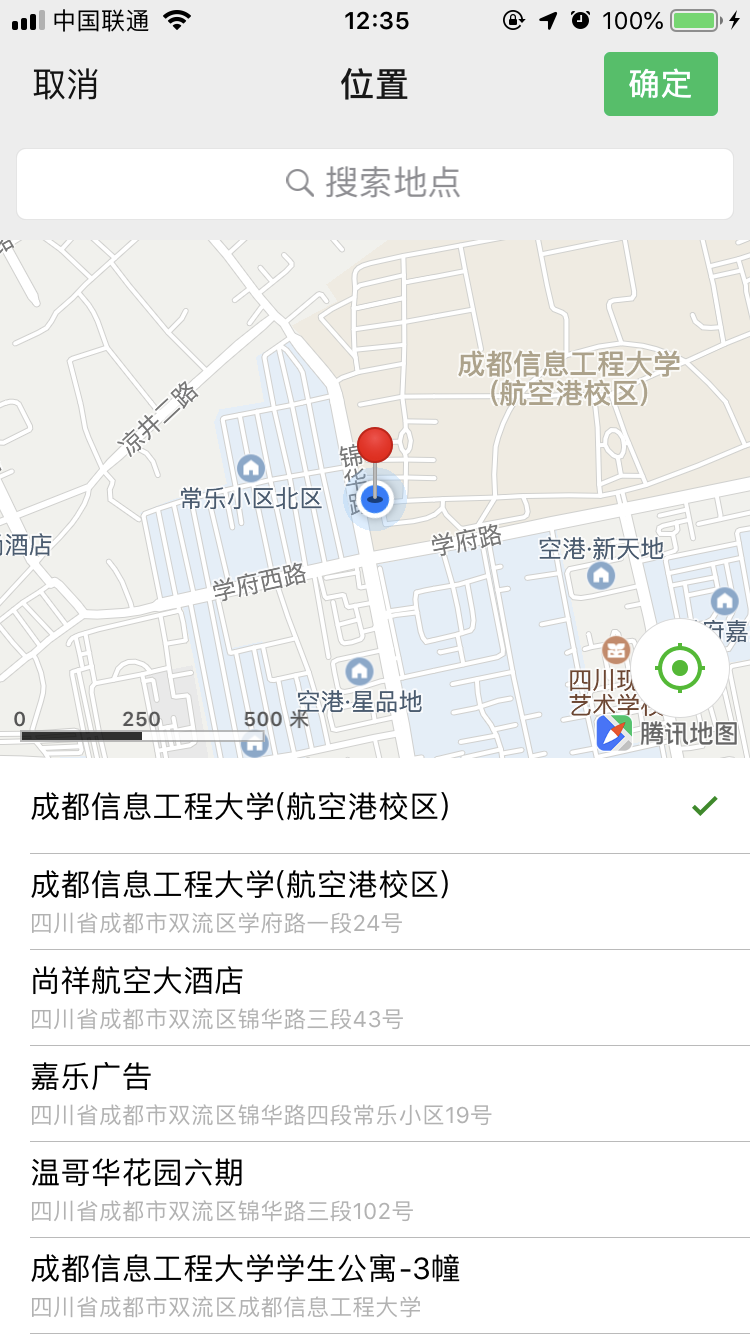 中国联通
12:35
100%
取消
位置
确定
搜索地点
成都信息工程大学
(航空港校区)
凉井二路
锦华路
常乐小区北区
酒店
学府路
空港·新天地
学府西路
府嘉
四川现
艺术学校
空港·星品地
0 250 500 米
腾讯地图
成都信息工程大学(航空港校区)
成都信息工程大学(航空港校区)
四川省成都市双流区学府路一段24号
尚祥航空大酒店
四川省成都市双流区锦华路三段43号
嘉乐广告
四川省成都市双流区锦华路四段常乐小区19号
温哥华花园六期
四川省成都市双流区锦华路三段102号
成都信息工程大学学生公寓-3幢
四川省成都市双流区成都信息工程大学